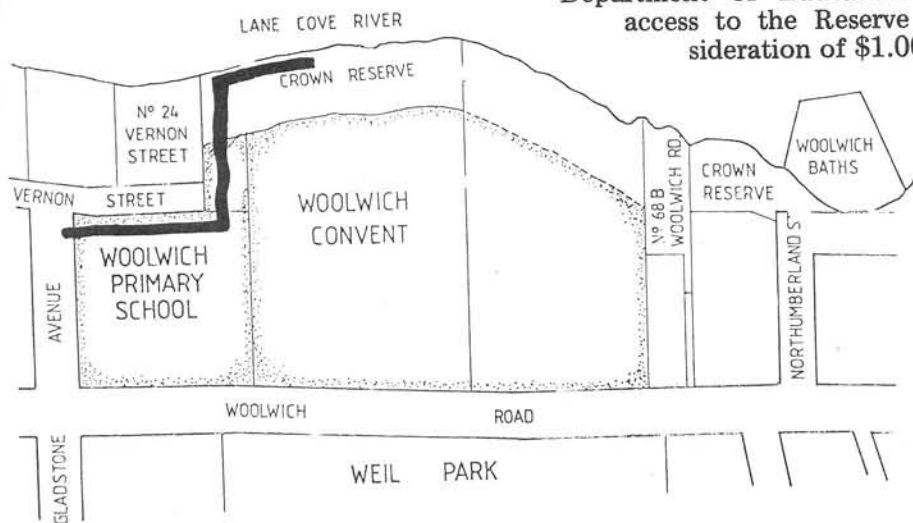 access to the Reserve
sideration of $1.00
LANE COVE RIVER
CROWN RESERVE
Nº 24
VERNON
STREET
WOOLWICH
BATHS
CROWN
RESERVE
Nº 68 B
WOOLWICH RD
VERNON STREET
WOOLWICH
CONVENT
WOOLWICH
PRIMARY
SCHOOL
AVENUE
NORTHUMBERLAND S
WOOLWICH ROAD
GLADSTONE
WEIL PARK